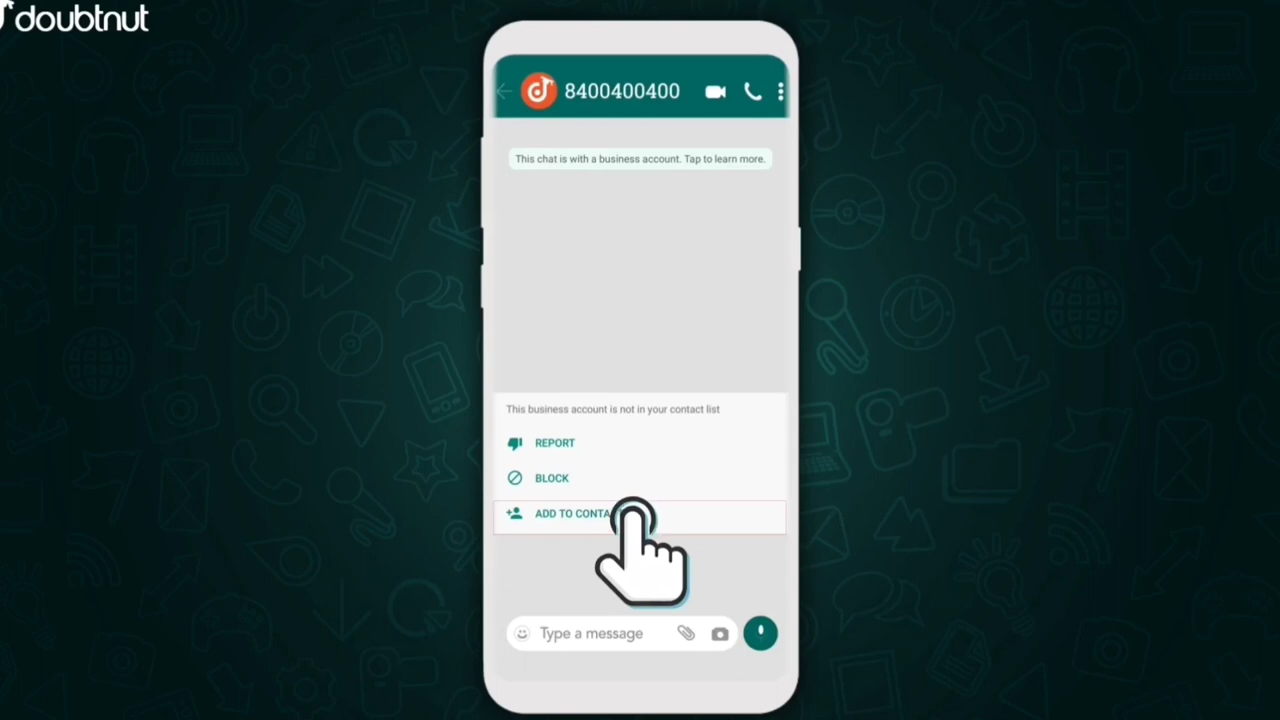 doubtnut
8400400400
This chat is with a business account. Tap to learn more.
This business account is not in your contact list
REPORT
BLOCK
ADD TO
Type a message